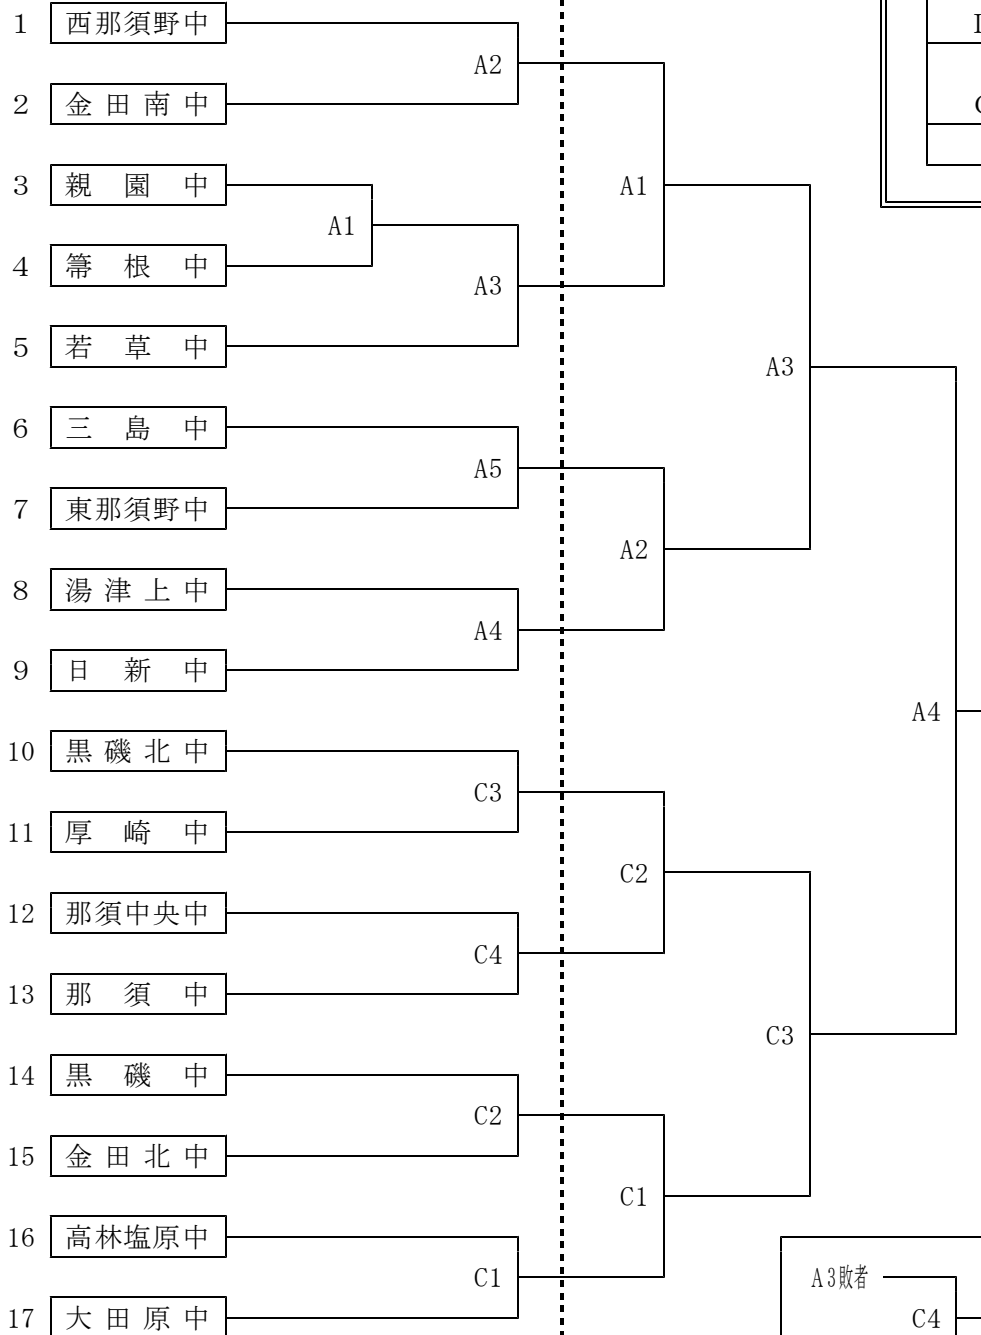 1 西那須野中
A2
2 金田南中
3 親園中
A1
A1
4 箒根中
A3
5 若草中
A3
6 三島中
A5
7 東那須野中
A2
8 湯津上中
A4
9 日新中
A4
10 黒磯北中
C3
11 厚崎中
C2
12 那須中央中
C4
13 那須中
C3
14 黒磯中
C2
15 金田北中
C1
16 高林塩原中
C1
A3敗者
17 大田原中
C4